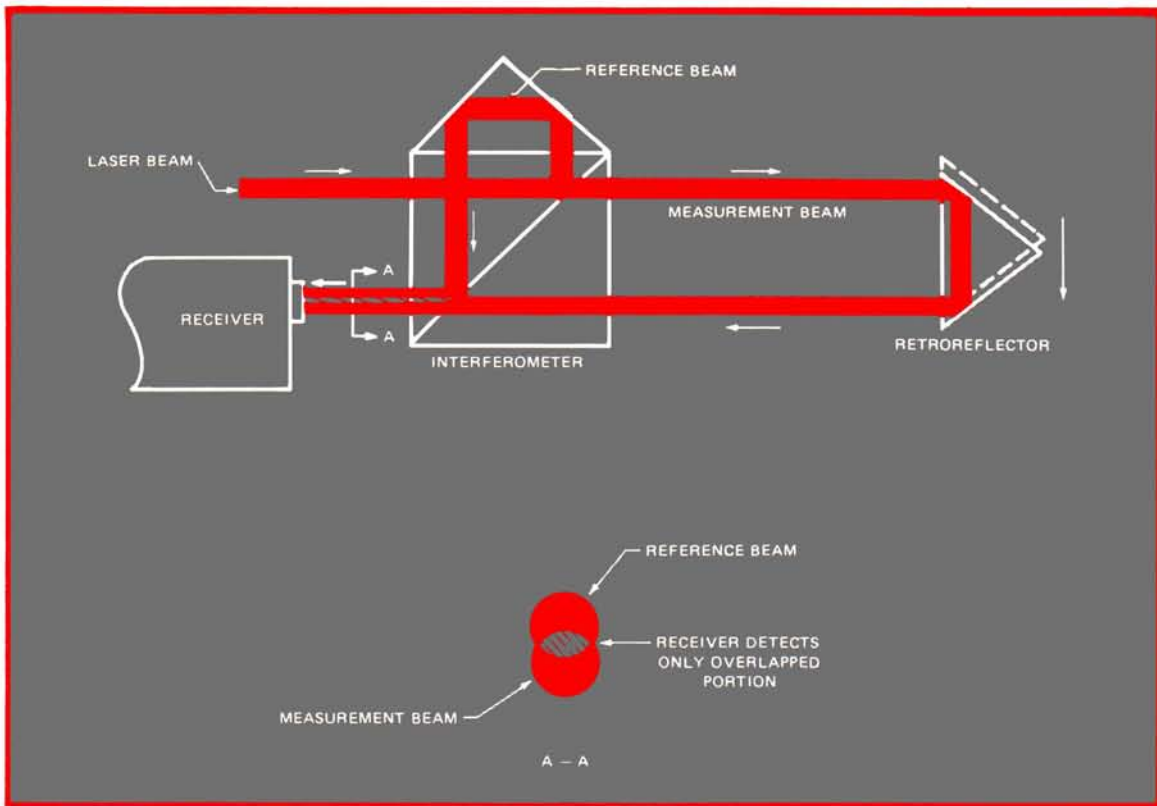 REFERENCE BEAM
LASER BEAM
MEASUREMENT BEAM
A
A
RECEIVER
INTERFEROMETER
RETROREFLECTOR
REFERENCE BEAM
RECEIVER DETECTS
ONLY OVERLAPPED
PORTION
MEASUREMENT BEAM
A – A